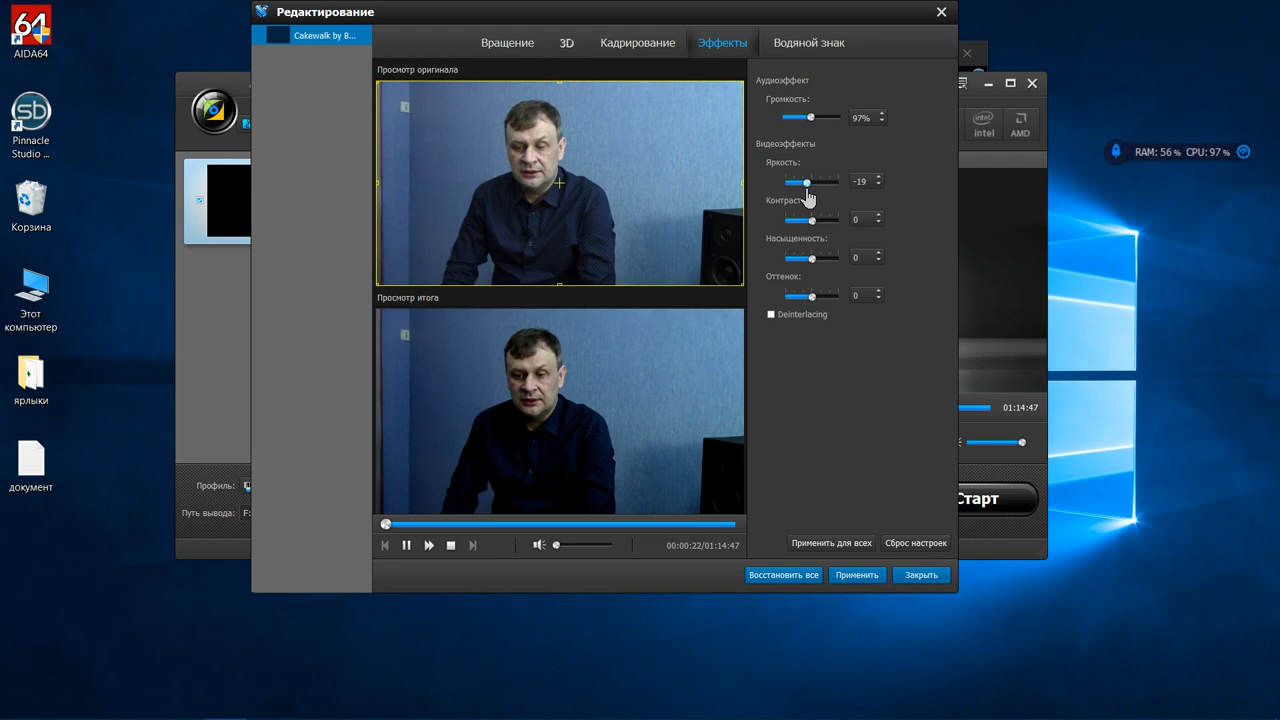 64
AIDA64
sb
Pinnacle
Studio ...
Корзина
Этот
компьютер
ярлыки
документ
Редактирование
Cakewalk by B...
Вращение
3D
Кадрирование
Эффекты
Водяной знак
Просмотр оригинала
Просмотр итога
Аудиоэффект
Громкость:
97%
Видеоэффекты
Яркость:
-19
Контраст
0
Насыщенность:
0
Оттенок:
0
Deinterlacing
00:00:22/01:14:47
Применить для всех
Сброс настроек
Восстановить все
Применить
Закрыть
intel
AMD
RAM: 56% CPU: 97%
01:14:47
Профиль:
Путь вывода:
F:
Старт